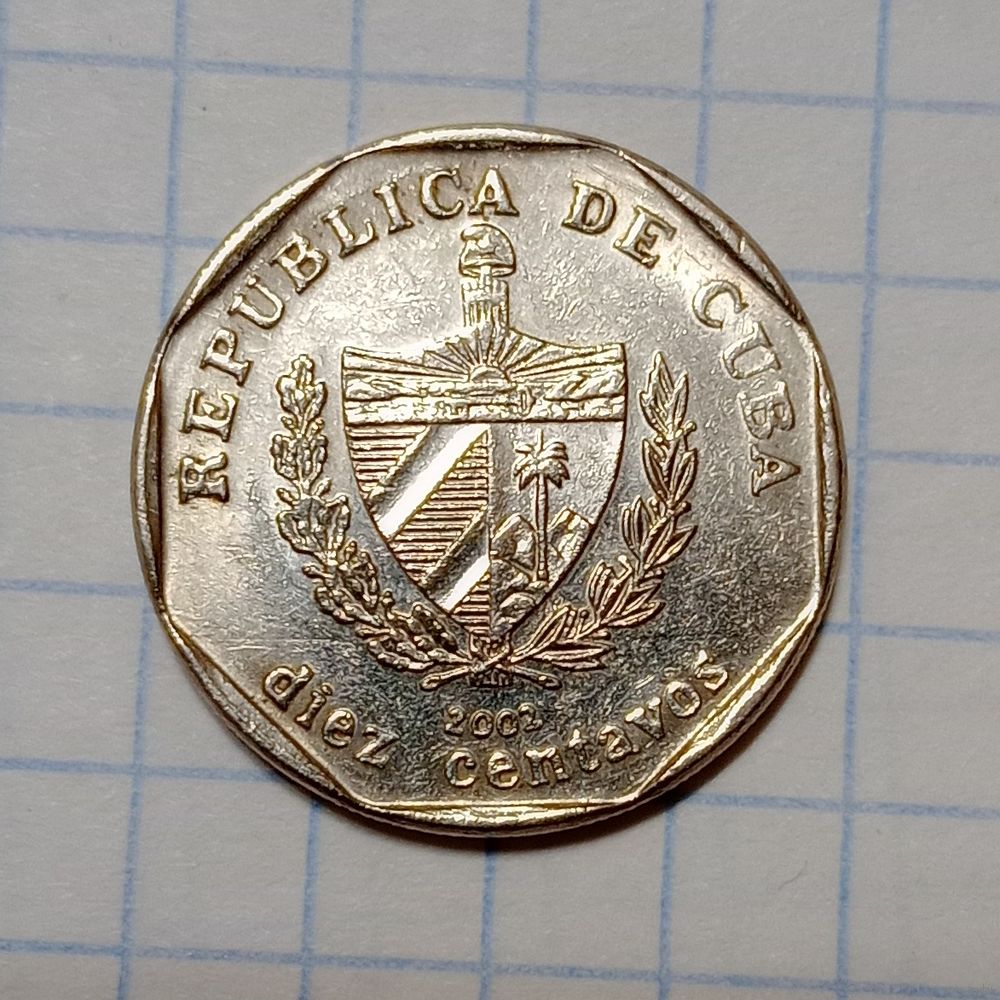 REPUBLICA DE CUBA
2002
diez centavos